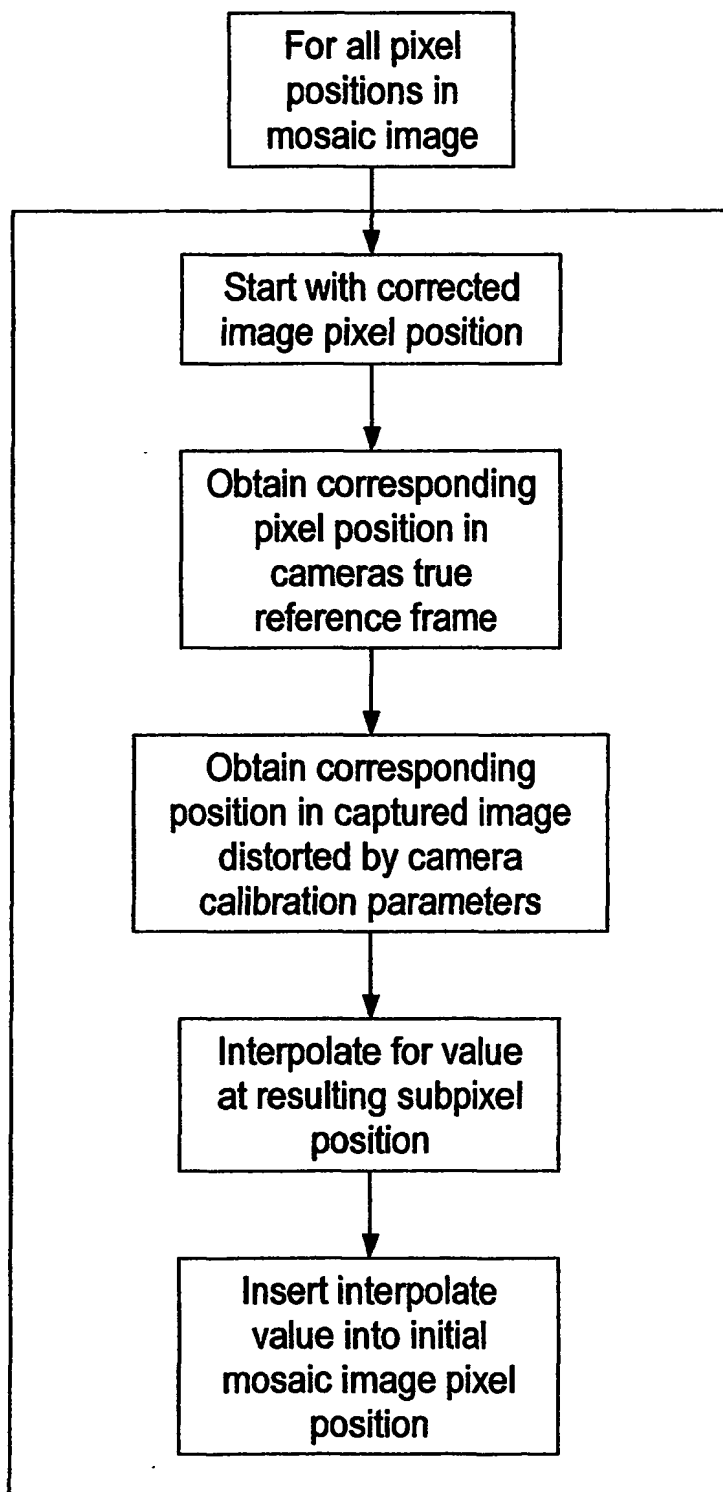 For all pixel
positions in
mosaic image
Start with corrected
image pixel position
Obtain corresponding
pixel position in
cameras true
reference frame
Obtain corresponding
position in captured image
distorted by camera
calibration parameters
Interpolate for value
at resulting subpixel
position
Insert interpolate
value into initial
mosaic image pixel
position